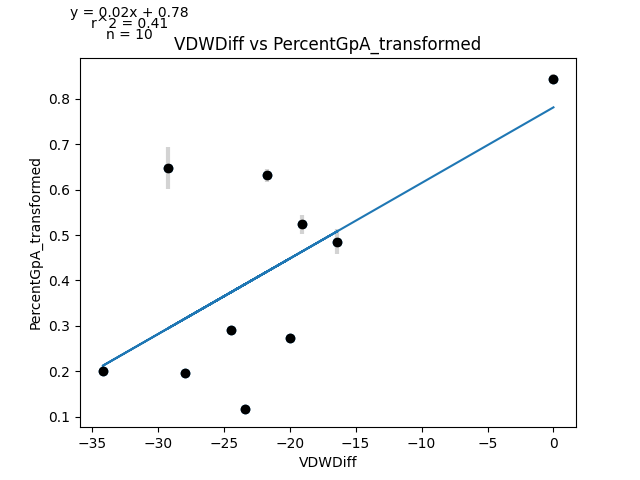 y = 0.02x + 0.78
r^2 = 0.41
n = 10
VDWDiff vs PercentGpA_transformed
PercentGpA_transformed
0.8
0.7
0.6
0.5
0.4
0.3
0.2
0.1
−35 −30 −25 −20 −15 −10 −5 0
VDWDiff